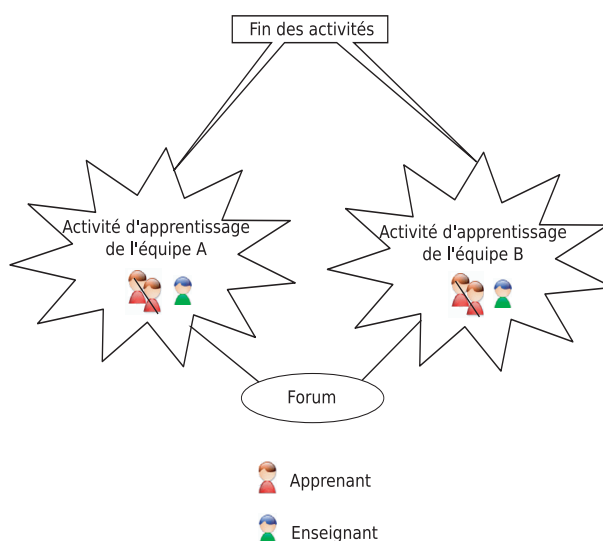 Fin des activités
Activité d'apprentissage
de l'équipe A
Activité d'apprentissage
de l'équipe B
Forum
Apprenant
Enseignant